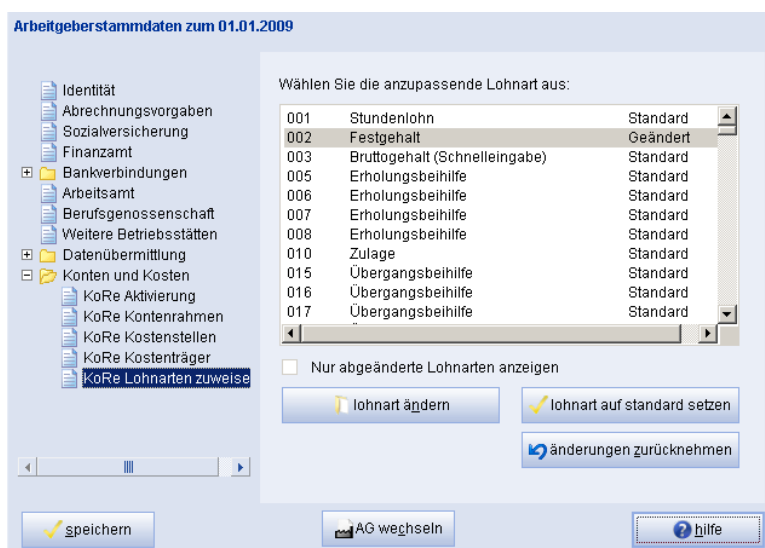 Arbeitgeberstammdaten zum 01.01.2009
Identität
Abrechnungsvorgaben
Sozialversicherung
Finanzamt
Bankverbindungen
Arbeitsamt
Berufsgenossenschaft
Weitere Betriebsstätten
Datenübermittlung
Konten und Kosten
KoRe Aktivierung
KoRe Kontenrahmen
KoRe Kostenstellen
KoRe Kostenträger
KoRe Lohnarten zuweise
Wählen Sie die anzupassende Lohnart aus:
001 Stundenlohn Standard
002 Festgehalt Geändert
003 Bruttogehalt (Schnelleingabe) Standard
005 Erholungsbeihilfe Standard
006 Erholungsbeihilfe Standard
007 Erholungsbeihilfe Standard
008 Erholungsbeihilfe Standard
010 Zulage Standard
015 Übergangsbeihilfe Standard
016 Übergangsbeihilfe Standard
017 Übergangsbeihilfe Standard
Nur abgeänderte Lohnarten anzeigen
lohnart ändern
lohnart auf standard setzen
änderungen zurücknehmen
speichern
AG wechseln
hilfe